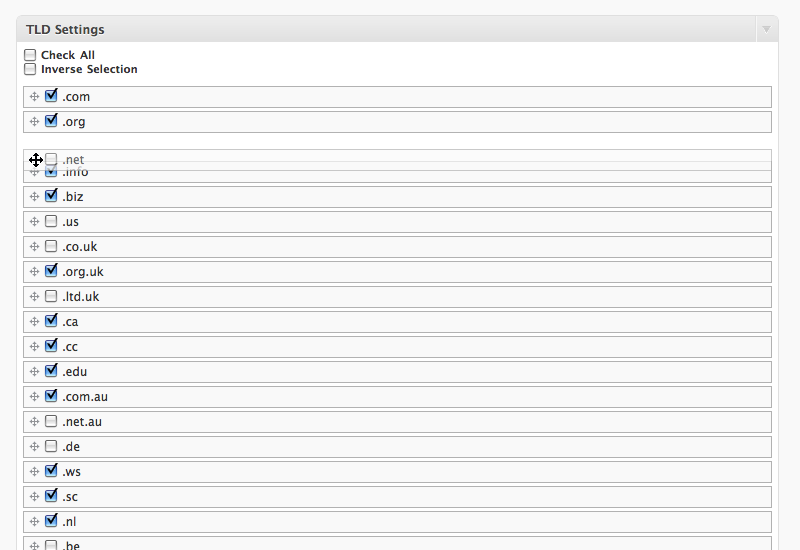 TLD Settings
Check All
Inverse Selection
.com
.org
.net
.info
.biz
.us
.co.uk
.org.uk
.ltd.uk
.ca
.cc
.edu
.com.au
.net.au
.de
.ws
.sc
.nl
.be